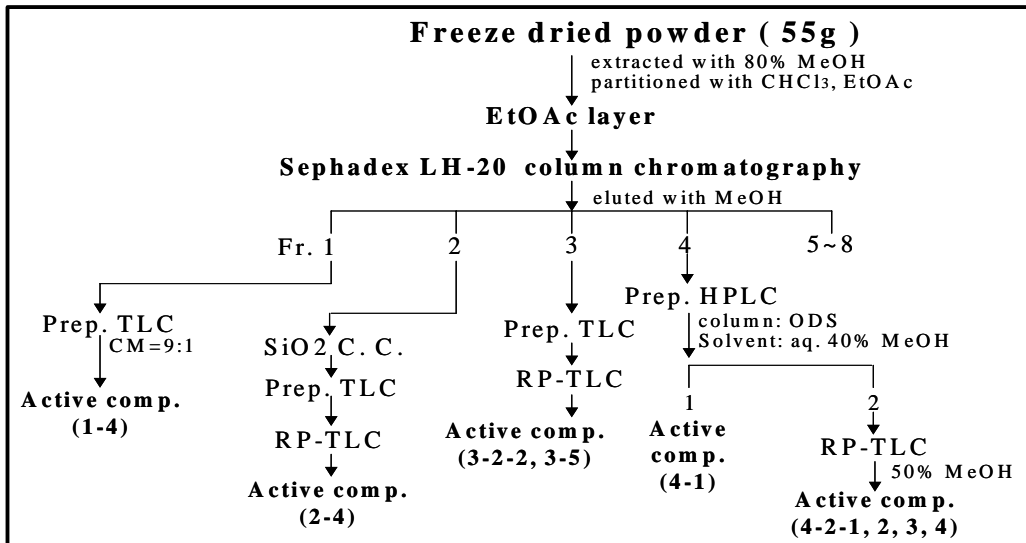 Freeze dried powder ( 55g )
extracted with 80% MeOH
partitioned with CHCl3, EtOAc
EtOAc layer
Sephadex LH-20 column chromatography
eluted with MeOH
Fr. 1
2
3
4
5~8
Prep. TLC
CM=9:1
Active comp.
(1-4)
SiO2 C. C.
Prep. TLC
RP-TLC
Active comp.
(2-4)
Prep. TLC
RP-TLC
Active comp.
(3-2-2, 3-5)
Prep. HPLC
column: ODS
Solvent: aq. 40% MeOH
1
Active
comp.
(4-1)
2
RP-TLC
50% MeOH
Active comp.
(4-2-1, 2, 3, 4)